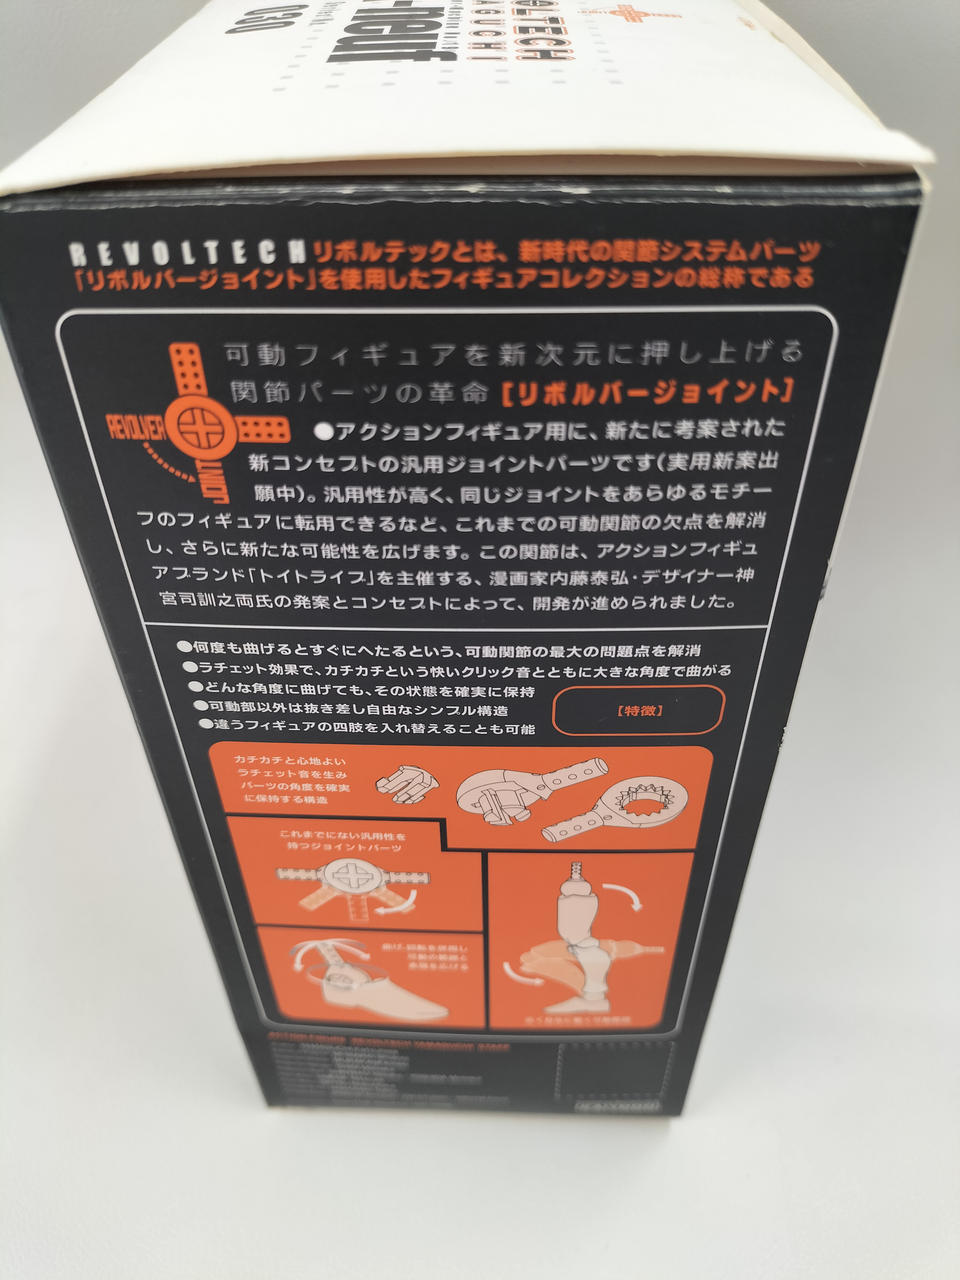 030
neuf
REVOLTECHリボルテックとは、新時代の関節システムパーツ
「リボルバージョイント」を使用したフィギュアコレクションの総称である
REVOLVER
JOINT
可動フィギュアを新次元に押し上げる
関節パーツの革命[リボルバージョイント]
●アクションフィギュア用に、新たに考案された
新コンセプトの汎用ジョイントパーツです(実用新案出
願中)。汎用性が高く、同じジョイントをあらゆるモチー
フのフィギュアに転用できるなど、これまでの可動関節の欠点を解消
し、さらに新たな可能性を広げます。この関節は、アクションフィギュ
アブランド「トイトライブ」を主催する、漫画家内藤泰弘・デザイナー神
宮司訓之両氏の発案とコンセプトによって、開発が進められました。
●何度も曲げるとすぐにへたるという、可動関節の最大の問題点を解消
●ラチェット効果で、カチカチという快いクリック音とともに大きな角度で曲がる
●どんな角度に曲げても、その状態を確実に保持
●可動部以外は抜き差し自由なシンプル構造
●違うフィギュアの四肢を入れ替えることも可能
【特徴】
カチカチと心地よい
ラチェット音を生み
パーツの角度を確実
に保持する構造
これまでにない汎用性を
持つジョイントパーツ